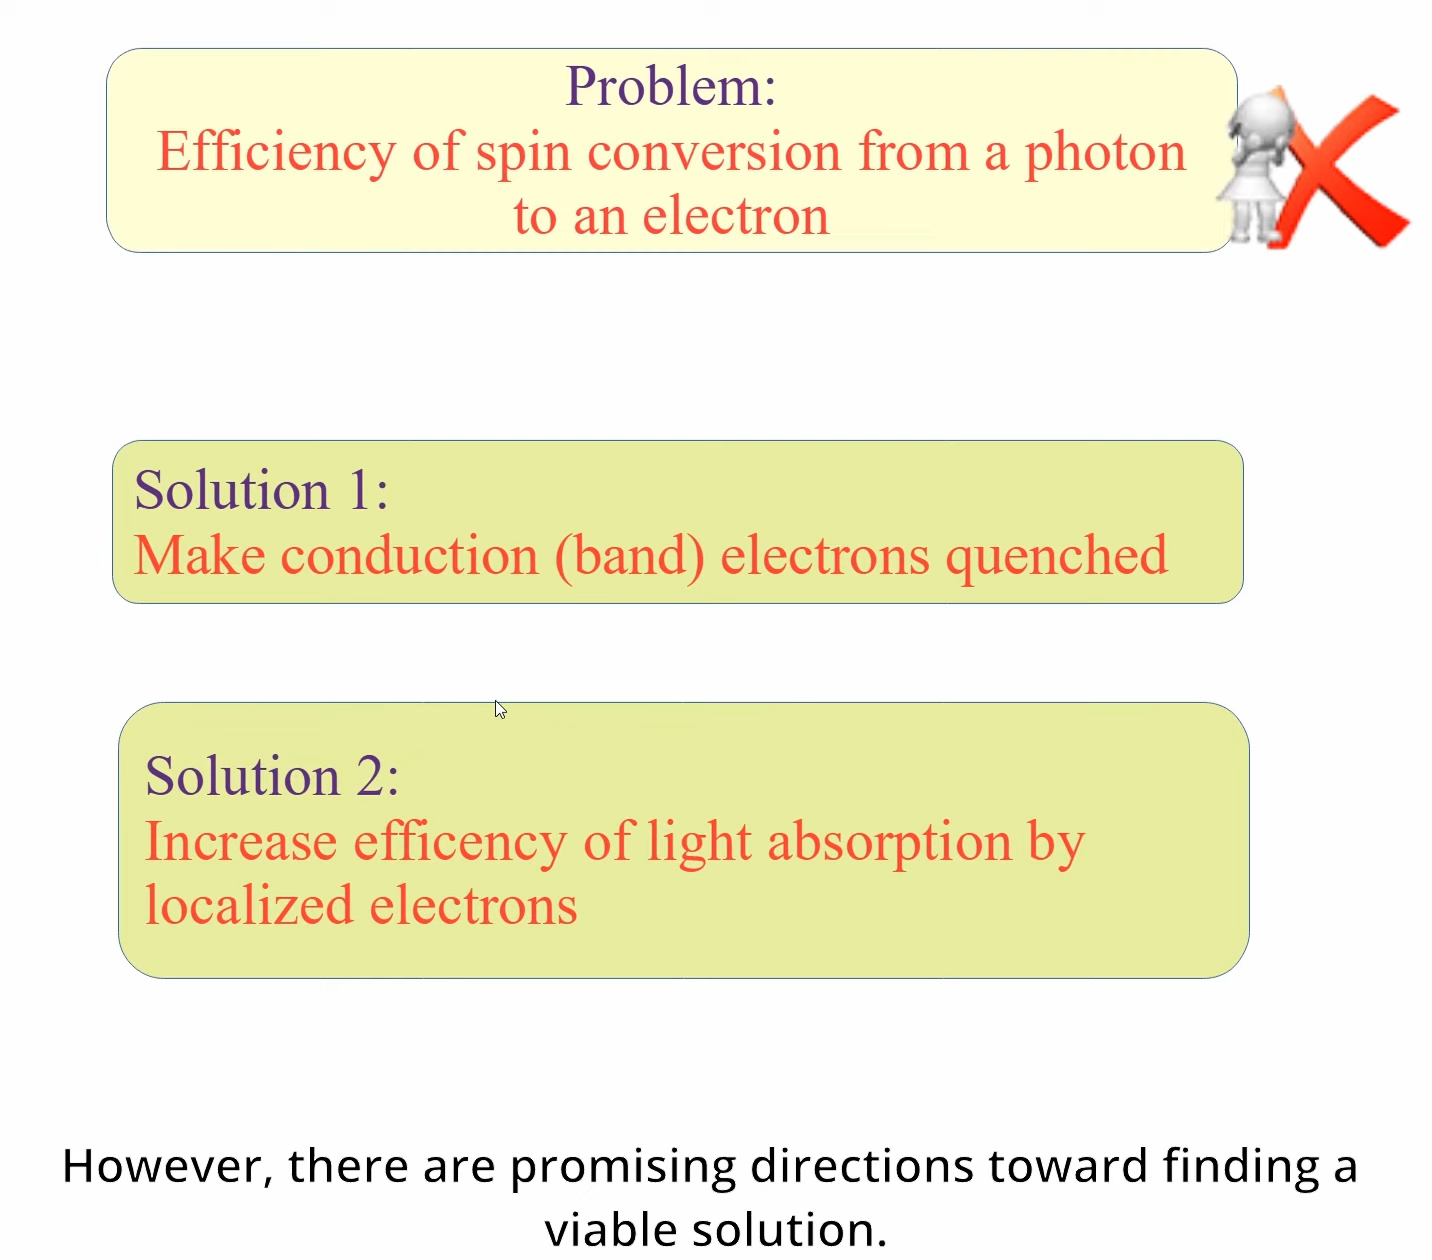 Problem:
Efficiency of spin conversion from a photon
to an electron
Solution 1:
Make conduction (band) electrons quenched
Solution 2:
Increase efficency of light absorption by
localized electrons
However, there are promising directions toward finding a
viable solution.